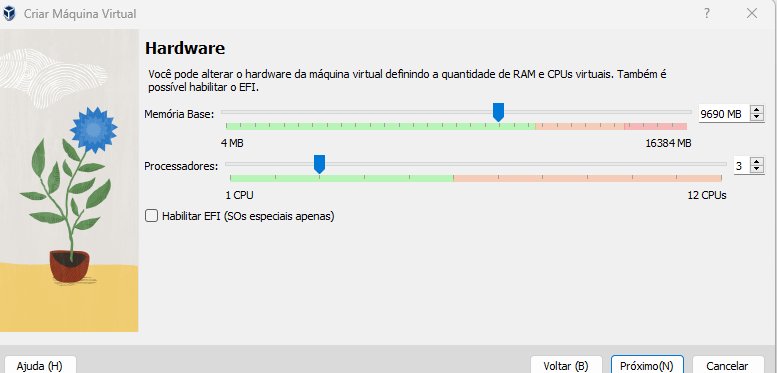 Criar Máquina Virtual
Hardware
Você pode alterar o hardware da máquina virtual definindo a quantidade de RAM e CPUs virtuais. Também é
possível habilitar o EFI.
Memória Base:
9690 MB
4 MB
16384 MB
Processadores:
3
1 CPU
12 CPUs
Habilitar EFI (SOs especiais apenas)
Ajuda (H)
Voltar (B)
Próximo(N)
Cancelar